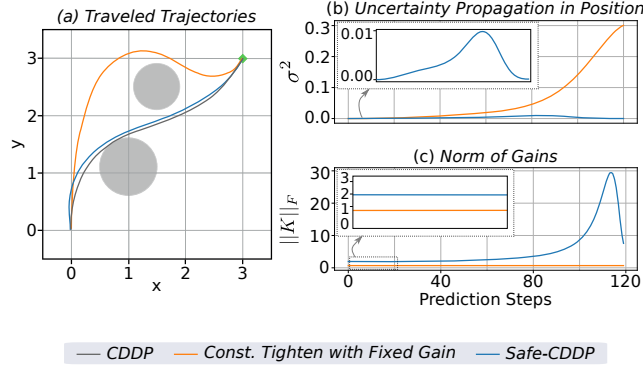 (a) Traveled Trajectories
3
2
1
0
y
0 1 2 3
x
(b) Uncertainty Propagation in Position
0.3
0.2
0.1
0.0
σ²
0.01
0.00
(c) Norm of Gains
30
20
10
0
||K||_F
3
2
1
0
0 40 80 120
Prediction Steps
CDDP Const. Tighten with Fixed Gain Safe-CDDP